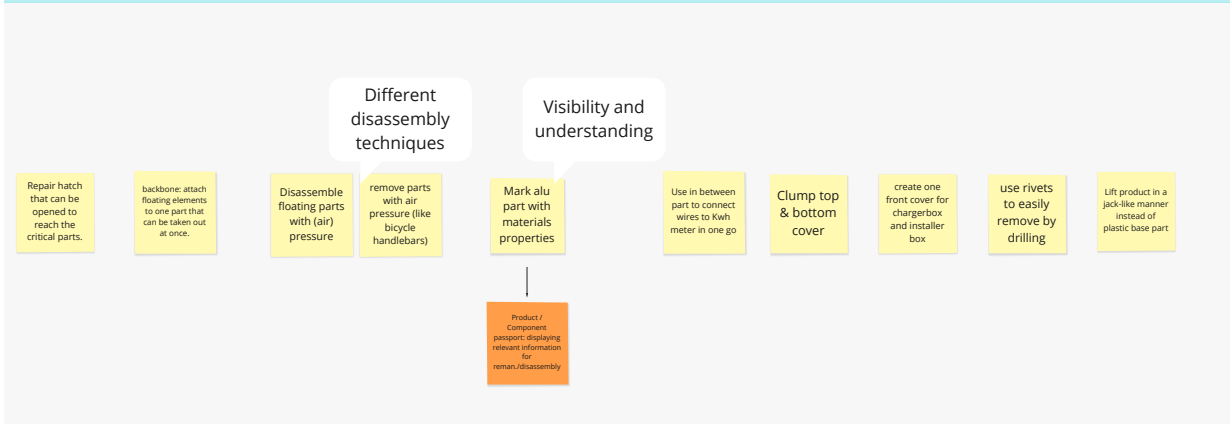 Different
disassembly
techniques
Visibility and
understanding
Repair hatch
that can be
opened to
reach the
critical parts.
backbone: attach
floating elements
to one part that
can be taken out
at once.
Disassemble
floating parts
with (air)
pressure
remove parts
with air
pressure (like
bicycle
handlebars)
Mark alu
part with
materials
properties
Use in between
part to connect
wires to Kwh
meter in one go
Clump top
& bottom
cover
create one
front cover for
chargerbox
and installer
box
use rivets
to easily
remove by
drilling
Lift product in a
jack-like manner
instead of
plastic base part
Product /
Component
passport: displaying
relevant information
for
reman./disassembly